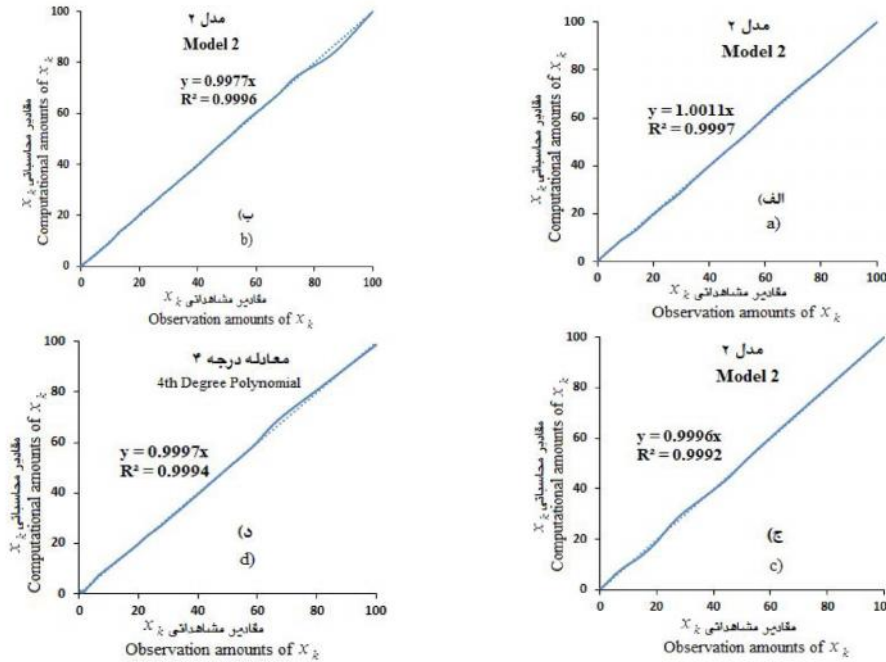 مدل ۲
Model 2
y = 0.9977x
R² = 0.9996
ب)
b)
100
80
60
40
20
0
0 20 40 60 80 100
مقادیر محاسباتی x k
Computational amounts of x k
مقادیر مشاهداتی x k
Observation amounts of x k
مدل ۲
Model 2
y = 1.0011x
R² = 0.9997
الف)
a)
100
80
60
40
20
0
0 20 40 60 80 100
مقادیر محاسباتی x k
Computational amounts of x k
مقادیر مشاهداتی x k
Observation amounts of x k
معادله درجه ۴
4th Degree Polynomial
y = 0.9997x
R² = 0.9994
د)
d)
100
80
60
40
20
0
0 20 40 60 80 100
مقادیر محاسباتی x k
Computational amounts of x k
مقادیر مشاهداتی x k
Observation amounts of x k
مدل ۲
Model 2
y = 0.9996x
R² = 0.9992
ج)
c)
100
80
60
40
20
0
0 20 40 60 80 100
مقادیر محاسباتی x k
Computational amounts of x k
مقادیر مشاهداتی x k
Observation amounts of x k